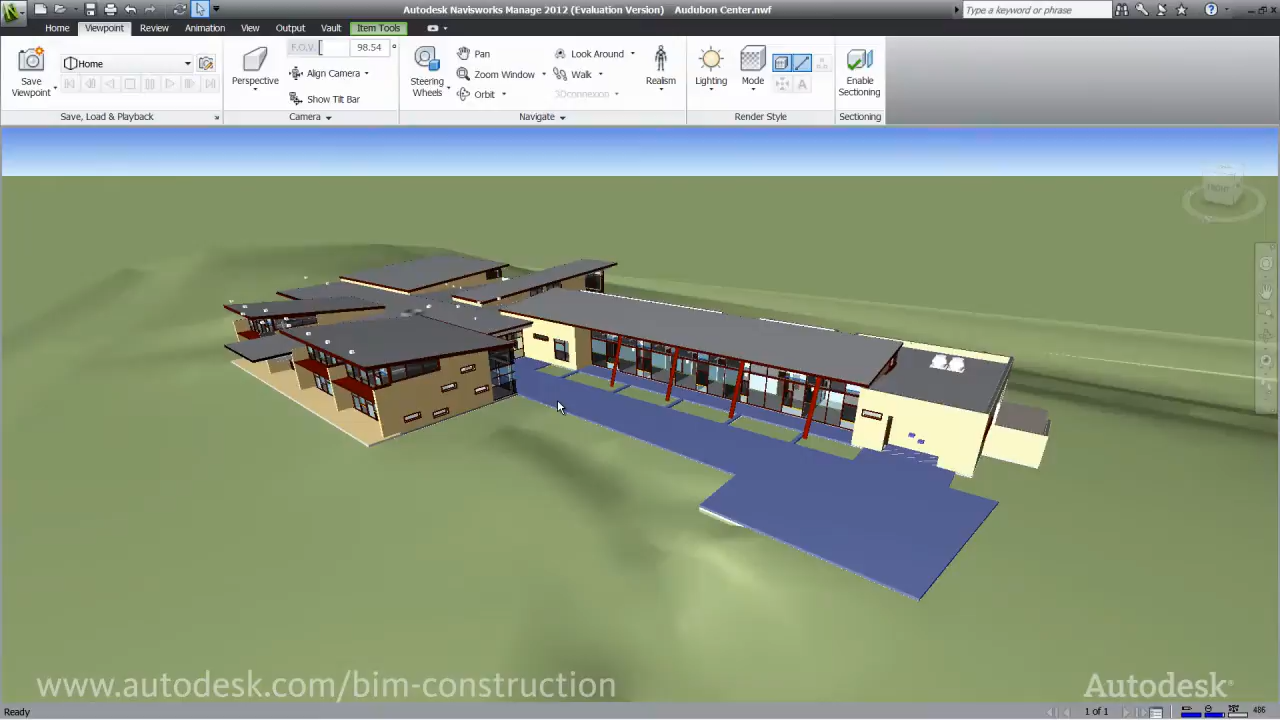 Autodesk Navisworks Manage 2012 (Evaluation Version) Audubon Center.nwf
Type a keyword or phrase
Home Viewpoint Review Animation View Output Vault Item Tools
Save Viewpoint
Home
Save, Load & Playback
Perspective
F.O.V. 98.54 °
Align Camera
Show Tilt Bar
Camera
Steering Wheels
Pan
Zoom Window
Orbit
Look Around
Walk
3Dconnexion
Realism
Navigate
Lighting
Mode
A
Render Style
Enable Sectioning
Sectioning
FRONT
www.autodesk.com/bim-construction
Autodesk
Ready
1 of 1
486